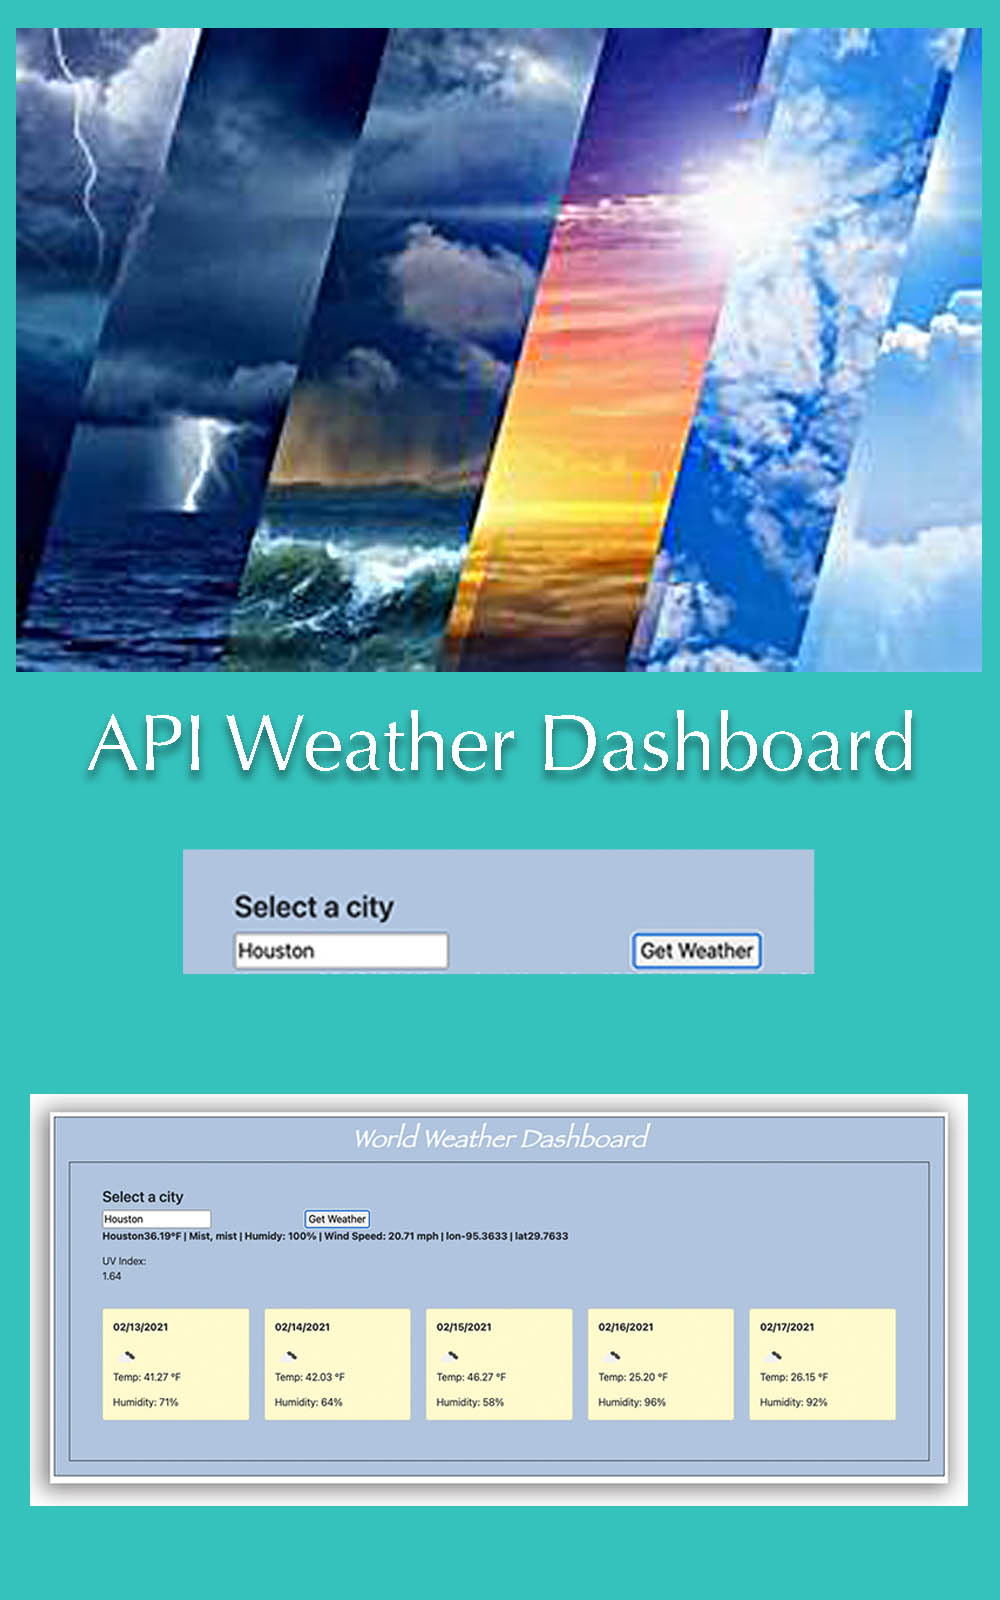 API Weather Dashboard
Select a city
Houston
Get Weather
World Weather Dashboard
Select a city
Houston
Get Weather
Houston36.19°F | Mist, mist | Humidy: 100% | Wind Speed: 20.71 mph | lon-95.3633 | lat29.7633
UV Index:
1.64
02/13/2021
Temp: 41.27 °F
Humidity: 71%
02/14/2021
Temp: 42.03 °F
Humidity: 64%
02/15/2021
Temp: 46.27 °F
Humidity: 58%
02/16/2021
Temp: 25.20 °F
Humidity: 96%
02/17/2021
Temp: 26.15 °F
Humidity: 92%